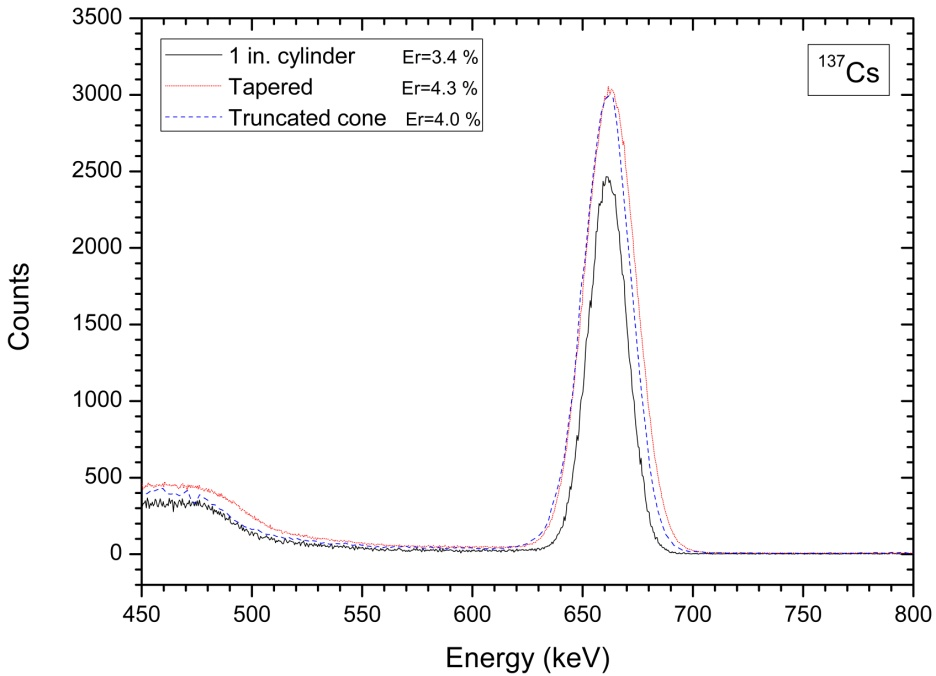 3500
3000
2500
2000
1500
1000
500
0
Counts
1 in. cylinder Er=3.4 %
Tapered Er=4.3 %
Truncated cone Er=4.0 %
¹³⁷Cs
450 500 550 600 650 700 750 800
Energy (keV)